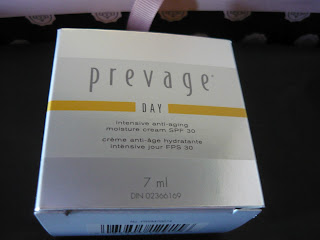 prevage®
DAY
intensive anti-aging
moisture cream SPF 30
crème anti-âge hydratante
intensive jour FPS 30
7 ml
DIN 02366169